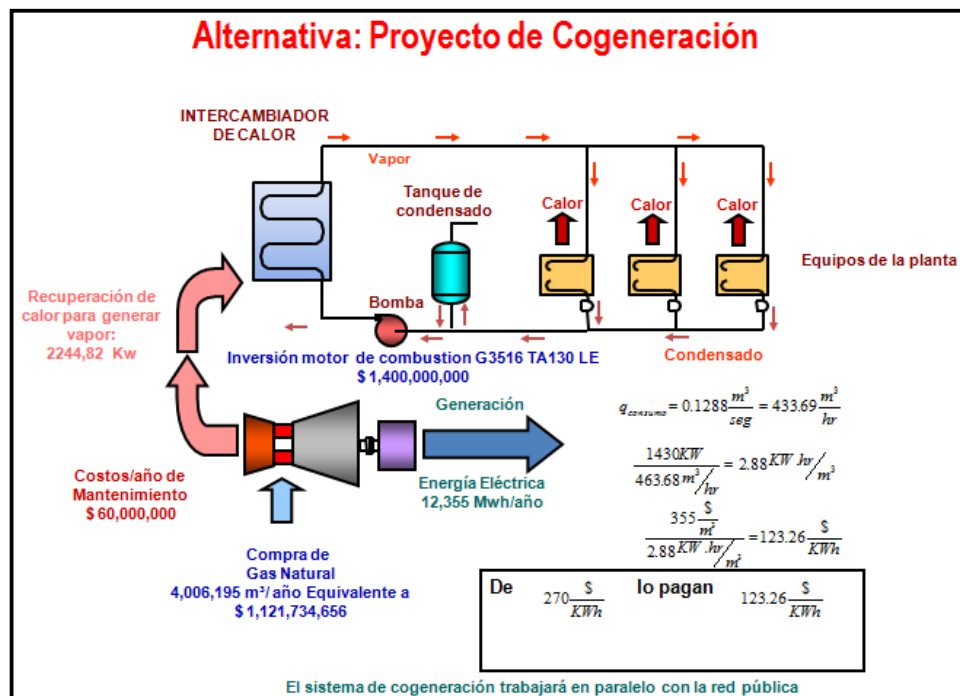 Alternativa: Proyecto de Cogeneración
INTERCAMBIADOR
DE CALOR
Vapor
Tanque de
condensado
Calor
Calor
Calor
Equipos de la planta
Recuperación de
calor para generar
vapor:
2244,82 Kw
Bomba
Condensado
Inversión motor de combustion G3516 TA130 LE
$ 1,400,000,000
Generación
Energía Eléctrica
12,355 Mwh/año
Costos/año de
Mantenimiento
$ 60,000,000
Compra de
Gas Natural
4,006,195 m³/ año Equivalente a
$ 1,121,734,656
q_consumo = 0.1288 m³/seg = 433.69 m³/hr
1430KW / 463.68 m³/hr = 2.88 KW.hr/m³
355 $/m³ / 2.88 KW.hr/m³ = 123.26 $/KWh
De 270 $/KWh lo pagan 123.26 $/KWh
El sistema de cogeneración trabajará en paralelo con la red pública